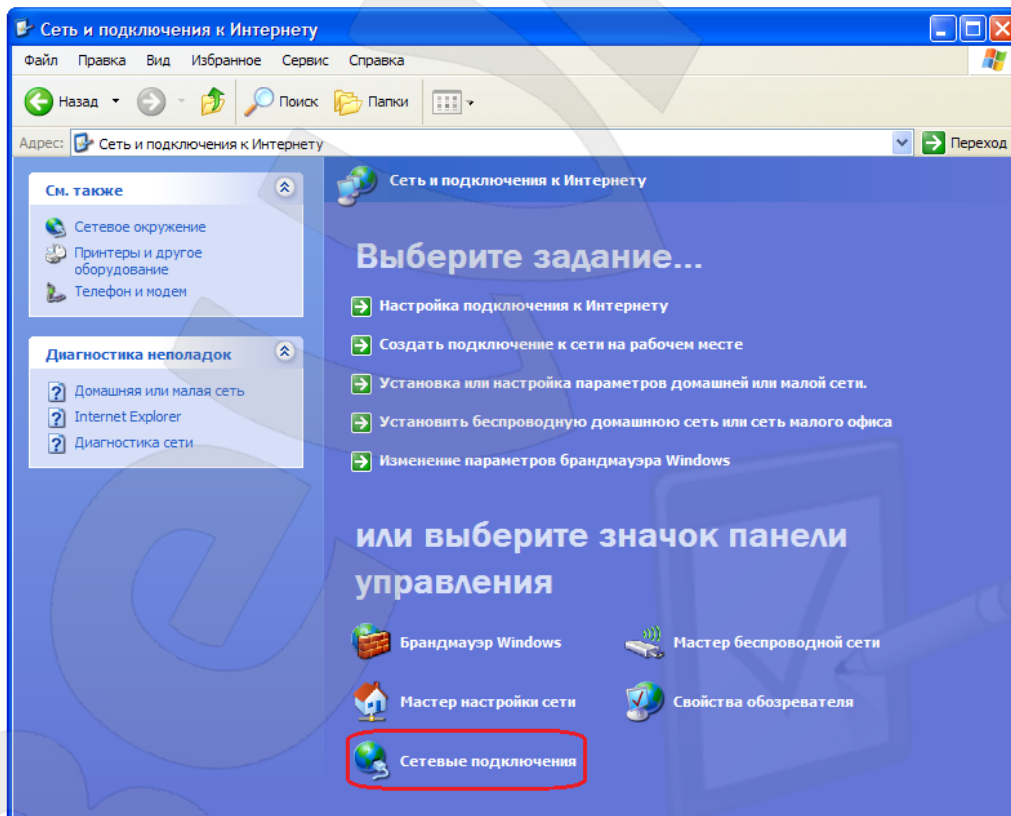 Сеть и подключения к Интернету
Файл Правка Вид Избранное Сервис Справка
Назад Поиск Папки
Адрес: Сеть и подключения к Интернету Переход
См. также
Сетевое окружение
Принтеры и другое
оборудование
Телефон и модем
Диагностика неполадок
Домашняя или малая сеть
Internet Explorer
Диагностика сети
Сеть и подключения к Интернету
Выберите задание...
Настройка подключения к Интернету
Создать подключение к сети на рабочем месте
Установка или настройка параметров домашней или малой сети.
Установить беспроводную домашнюю сеть или сеть малого офиса
Изменение параметров брандмауэра Windows
или выберите значок панели
управления
Брандмауэр Windows Мастер беспроводной сети
Мастер настройки сети Свойства обозревателя
Сетевые подключения